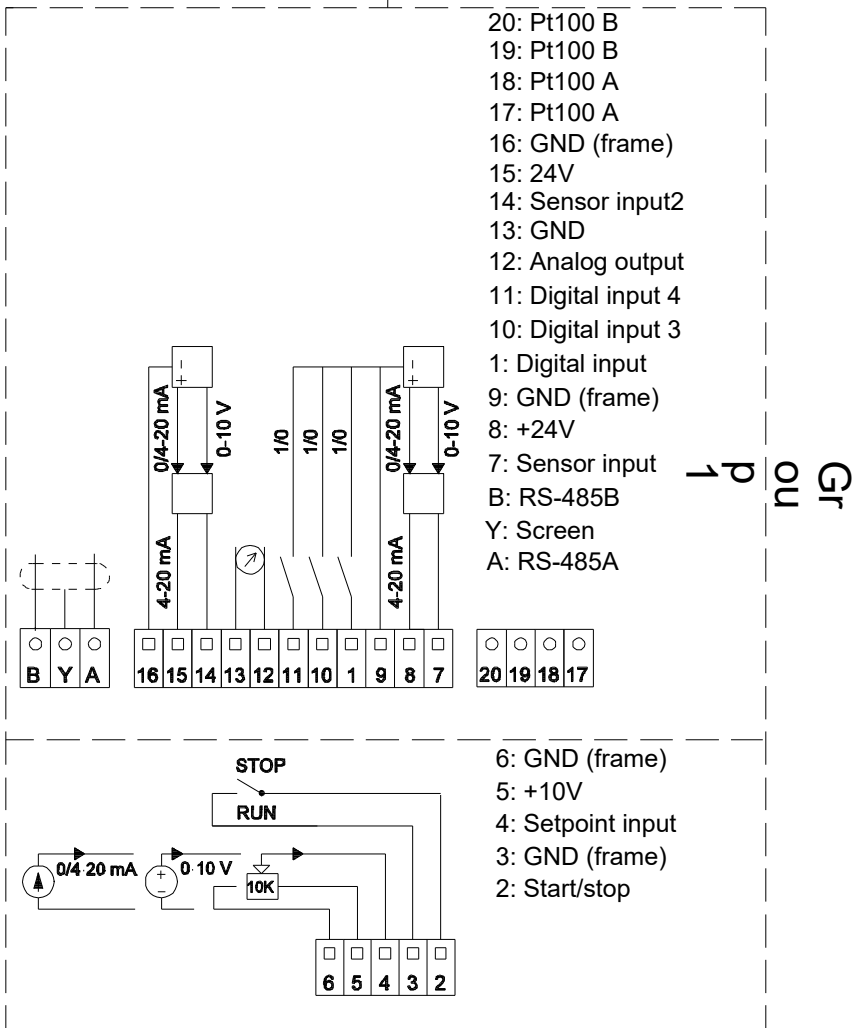 20: Pt100 B
19: Pt100 B
18: Pt100 A
17: Pt100 A
16: GND (frame)
15: 24V
14: Sensor input2
13: GND
12: Analog output
11: Digital input 4
10: Digital input 3
1: Digital input
9: GND (frame)
8: +24V
7: Sensor input
B: RS-485B
Y: Screen
A: RS-485A
Gr
ou
p
1
- +
0/4-20 mA
0-10 V
4-20 mA
1/0
1/0
1/0
- +
0/4-20 mA
0-10 V
4-20 mA
B Y A
16 15 14 13 12 11 10 1 9 8 7
20 19 18 17
6: GND (frame)
5: +10V
4: Setpoint input
3: GND (frame)
2: Start/stop
STOP
RUN
0/4-20 mA
+ -
0-10 V
10K
6 5 4 3 2